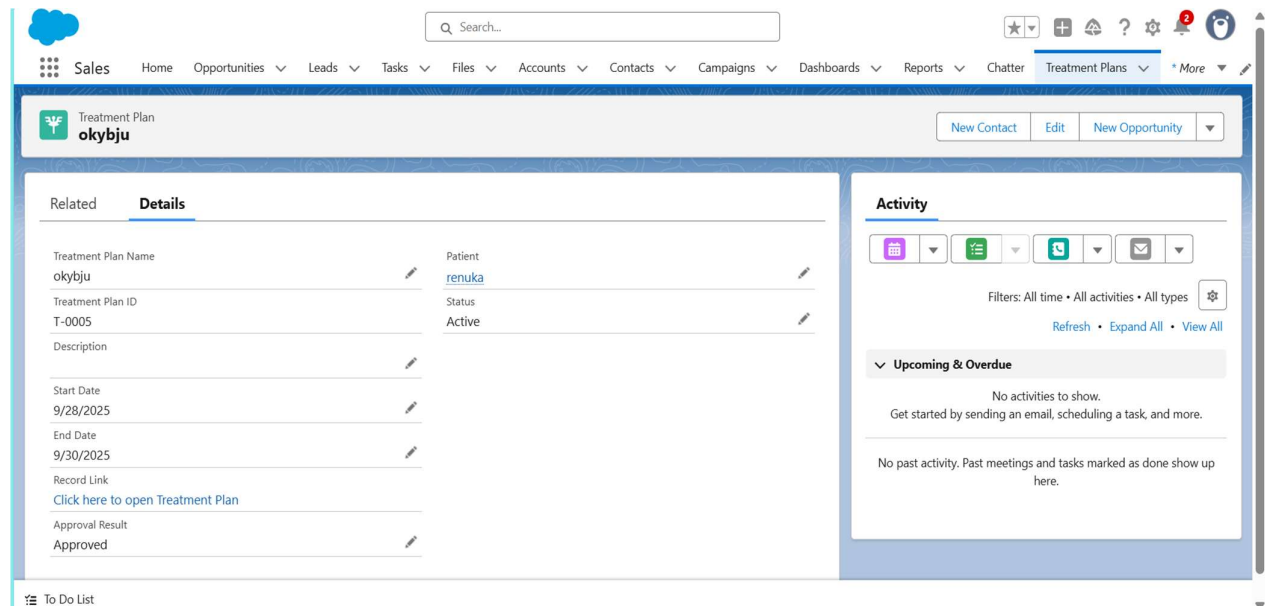 Search...
2
Sales Home Opportunities Leads Tasks Files Accounts Contacts Campaigns Dashboards Reports Chatter Treatment Plans * More
Treatment Plan
okybju
New Contact Edit New Opportunity
Related Details
Treatment Plan Name
okybju
Patient
renuka
Treatment Plan ID
T-0005
Status
Active
Description
Start Date
9/28/2025
End Date
9/30/2025
Record Link
Click here to open Treatment Plan
Approval Result
Approved
Activity
Filters: All time • All activities • All types
Refresh • Expand All • View All
Upcoming & Overdue
No activities to show.
Get started by sending an email, scheduling a task, and more.
No past activity. Past meetings and tasks marked as done show up
here.
To Do List